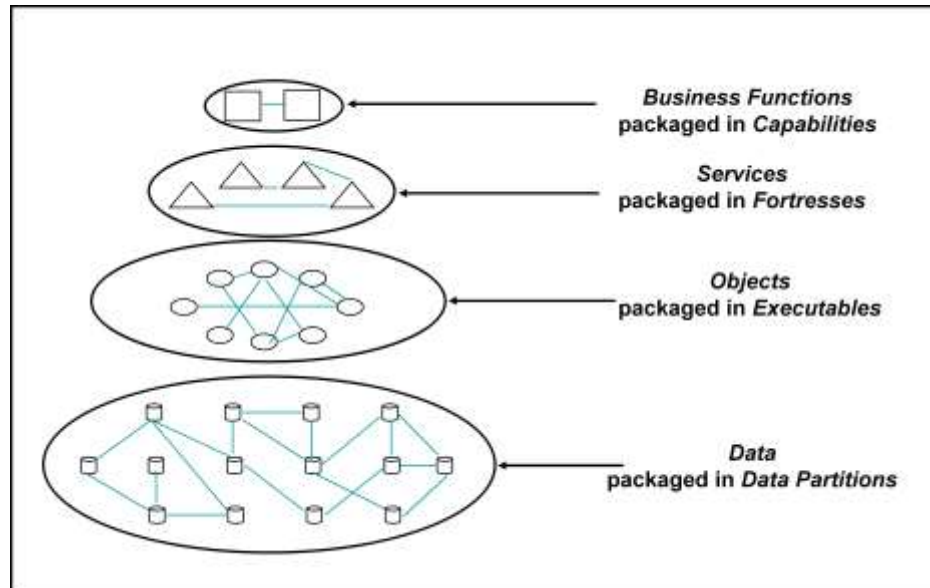 Business Functions
packaged in Capabilities
Services
packaged in Fortresses
Objects
packaged in Executables
Data
packaged in Data Partitions